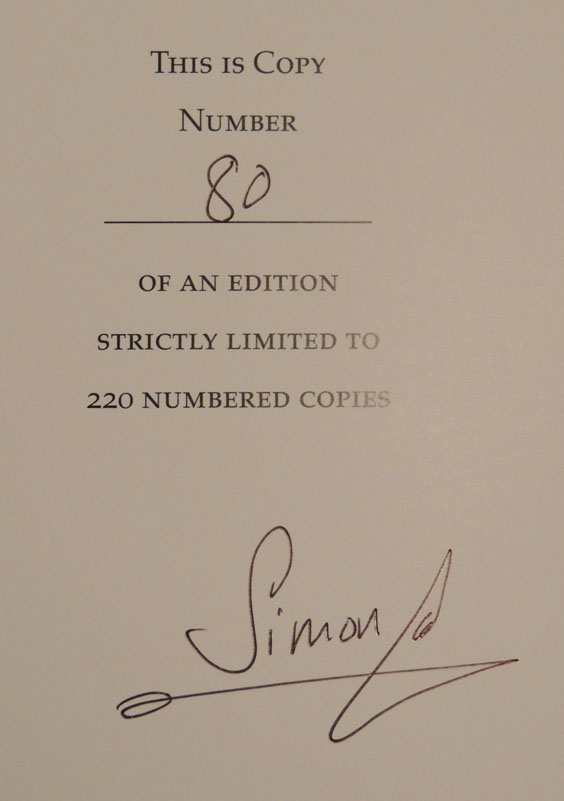 THIS IS COPY
NUMBER
80
OF AN EDITION
STRICTLY LIMITED TO
220 NUMBERED COPIES
Simon